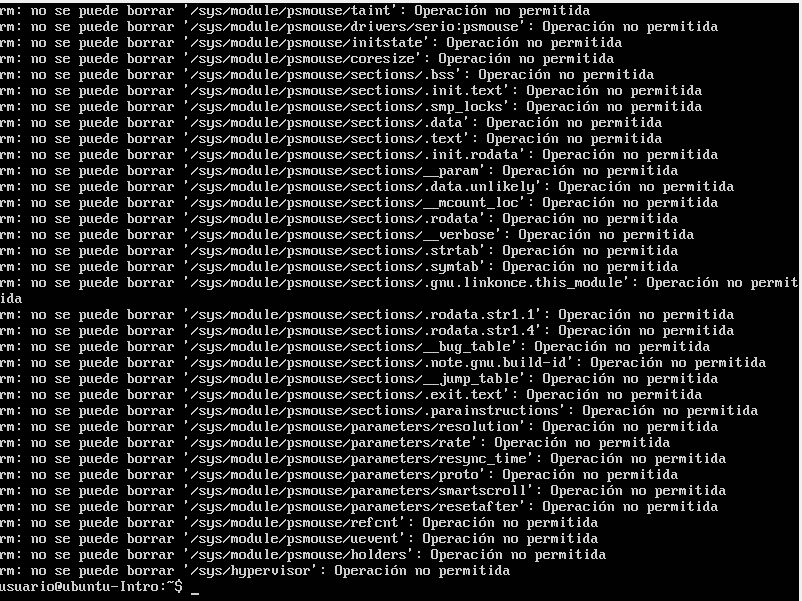 rm: no se puede borrar '/sys/module/psmouse/taint': Operación no permitida
rm: no se puede borrar '/sys/module/psmouse/drivers/serio:psmouse': Operación no permitida
rm: no se puede borrar '/sys/module/psmouse/initstate': Operación no permitida
rm: no se puede borrar '/sys/module/psmouse/coresize': Operación no permitida
rm: no se puede borrar '/sys/module/psmouse/sections/.bss': Operación no permitida
rm: no se puede borrar '/sys/module/psmouse/sections/.init.text': Operación no permitida
rm: no se puede borrar '/sys/module/psmouse/sections/.smp_locks': Operación no permitida
rm: no se puede borrar '/sys/module/psmouse/sections/.data': Operación no permitida
rm: no se puede borrar '/sys/module/psmouse/sections/.text': Operación no permitida
rm: no se puede borrar '/sys/module/psmouse/sections/.init.rodata': Operación no permitida
rm: no se puede borrar '/sys/module/psmouse/sections/__param': Operación no permitida
rm: no se puede borrar '/sys/module/psmouse/sections/.data.unlikely': Operación no permitida
rm: no se puede borrar '/sys/module/psmouse/sections/__mcount_loc': Operación no permitida
rm: no se puede borrar '/sys/module/psmouse/sections/.rodata': Operación no permitida
rm: no se puede borrar '/sys/module/psmouse/sections/__verbose': Operación no permitida
rm: no se puede borrar '/sys/module/psmouse/sections/.strtab': Operación no permitida
rm: no se puede borrar '/sys/module/psmouse/sections/.symtab': Operación no permitida
rm: no se puede borrar '/sys/module/psmouse/sections/.gnu.linkonce.this_module': Operación no permit
ida
rm: no se puede borrar '/sys/module/psmouse/sections/.rodata.str1.1': Operación no permitida
rm: no se puede borrar '/sys/module/psmouse/sections/.rodata.str1.4': Operación no permitida
rm: no se puede borrar '/sys/module/psmouse/sections/__bug_table': Operación no permitida
rm: no se puede borrar '/sys/module/psmouse/sections/.note.gnu.build-id': Operación no permitida
rm: no se puede borrar '/sys/module/psmouse/sections/__jump_table': Operación no permitida
rm: no se puede borrar '/sys/module/psmouse/sections/.exit.text': Operación no permitida
rm: no se puede borrar '/sys/module/psmouse/sections/.parainstructions': Operación no permitida
rm: no se puede borrar '/sys/module/psmouse/parameters/resolution': Operación no permitida
rm: no se puede borrar '/sys/module/psmouse/parameters/rate': Operación no permitida
rm: no se puede borrar '/sys/module/psmouse/parameters/resync_time': Operación no permitida
rm: no se puede borrar '/sys/module/psmouse/parameters/proto': Operación no permitida
rm: no se puede borrar '/sys/module/psmouse/parameters/smartscroll': Operación no permitida
rm: no se puede borrar '/sys/module/psmouse/parameters/resetafter': Operación no permitida
rm: no se puede borrar '/sys/module/psmouse/refcnt': Operación no permitida
rm: no se puede borrar '/sys/module/psmouse/uevent': Operación no permitida
rm: no se puede borrar '/sys/module/psmouse/holders': Operación no permitida
rm: no se puede borrar '/sys/hypervisor': Operación no permitida
usuario@ubuntu-Intro:~$ _